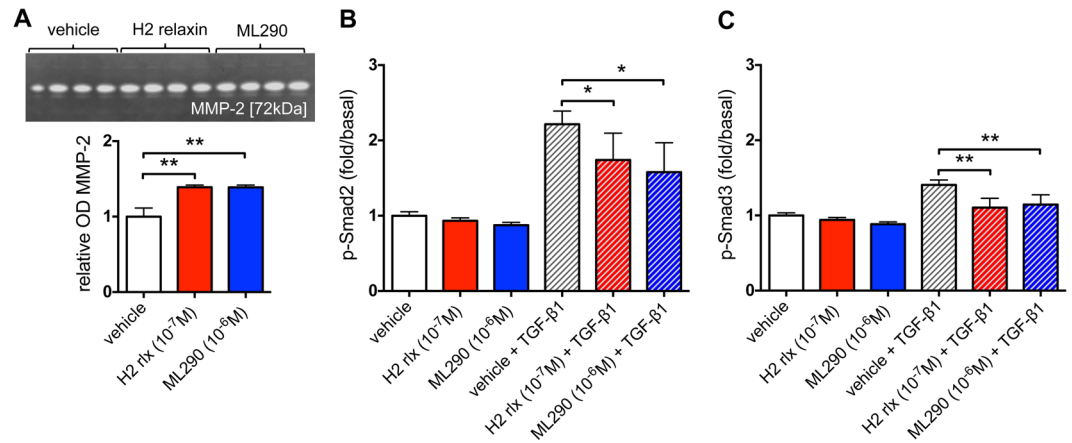 A
vehicle H2 relaxin ML290
MMP-2 [72kDa]
relative OD MMP-2
2
**
**
1
0
vehicle
H2 rlx (10⁻⁷M)
ML290 (10⁻⁶M)
B
p-Smad2 (fold/basal)
3
*
*
2
1
0
vehicle
H2 rlx (10⁻⁷M)
ML290 (10⁻⁶M)
vehicle + TGF-β1
H2 rlx (10⁻⁷M) + TGF-β1
ML290 (10⁻⁶M) + TGF-β1
C
p-Smad3 (fold/basal)
3
2
**
**
1
0
vehicle
H2 rlx (10⁻⁷M)
ML290 (10⁻⁶M)
vehicle + TGF-β1
H2 rlx (10⁻⁷M) + TGF-β1
ML290 (10⁻⁶M) + TGF-β1